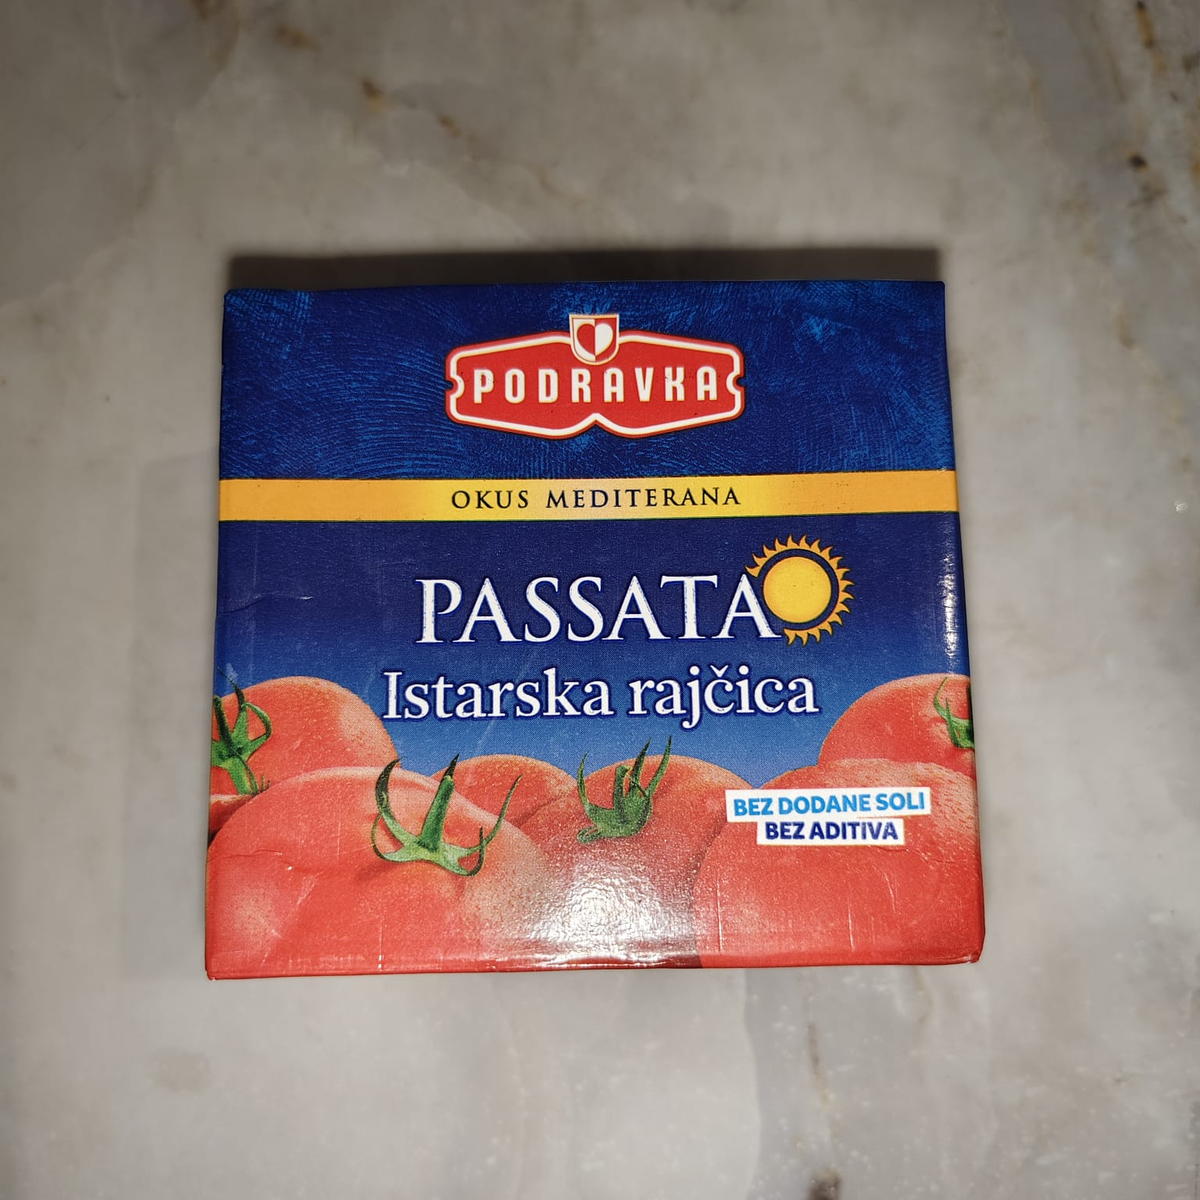 PODRAVKA
OKUS MEDITERANA
PASSATA
Istarska rajčica
BEZ DODANE SOLI
BEZ ADITIVA